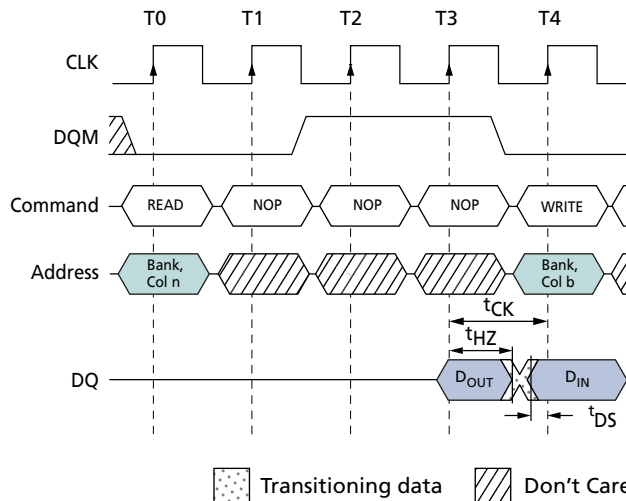 T0 T1 T2 T3 T4
CLK
DQM
Command READ NOP NOP NOP WRITE
Address Bank, Col n Bank, Col b
tCK
tHZ
DQ DOUT DIN
tDS
Transitioning data Don't Care